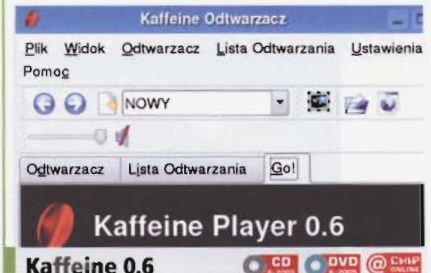 Kaffeine Odtwarzacz
Plik Widok Odtwarzacz Lista Odtwarzania Ustawienia
Pomoc
NOWY
Odtwarzacz Lista Odtwarzania Go!
Kaffeine Player 0.6
Kaffeine 0.6 CD DVD @ CHIP ONLINE